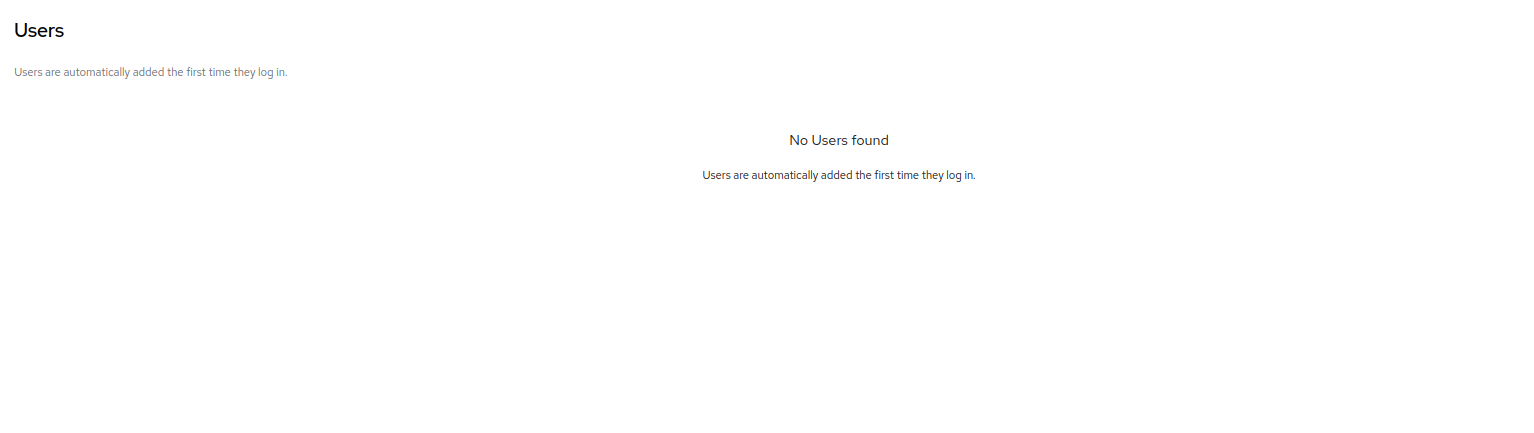 Users
Users are automatically added the first time they log in.
No Users found
Users are automatically added the first time they log in.